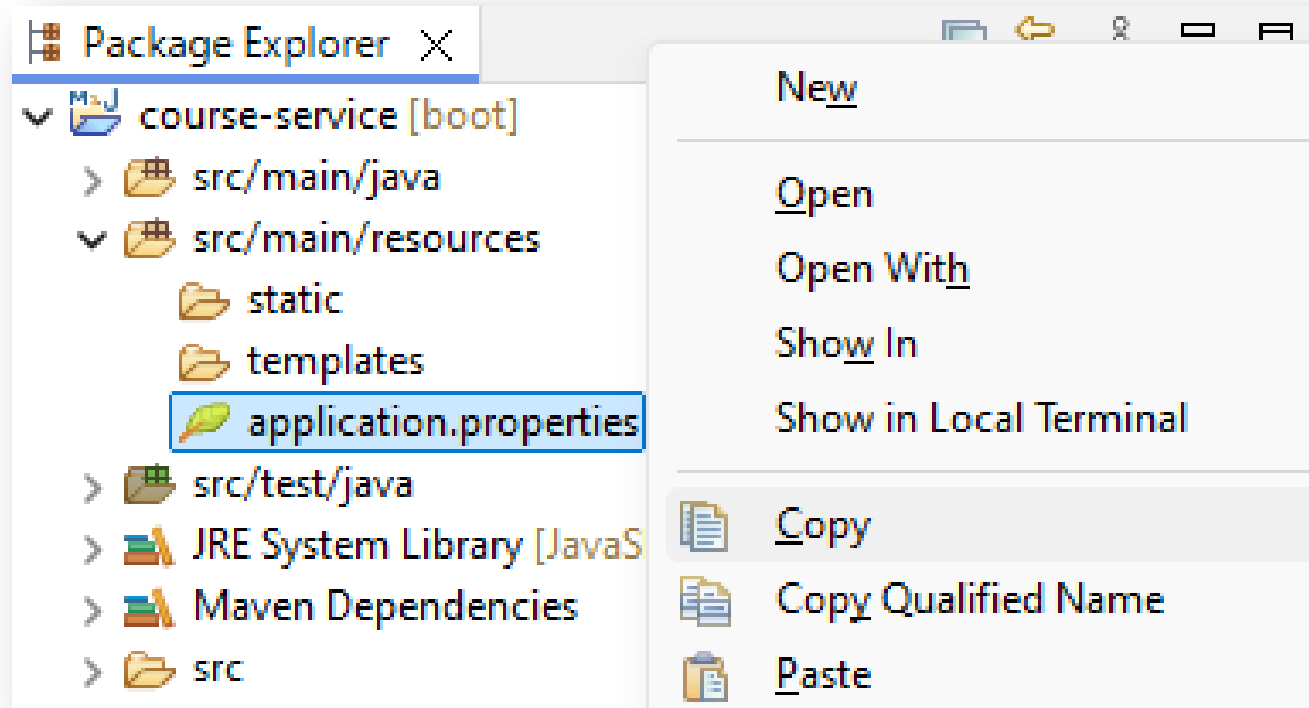 Package Explorer
course-service [boot]
src/main/java
src/main/resources
static
templates
application.properties
src/test/java
JRE System Library [JavaS
Maven Dependencies
src
New
Open
Open With
Show In
Show in Local Terminal
Copy
Copy Qualified Name
Paste